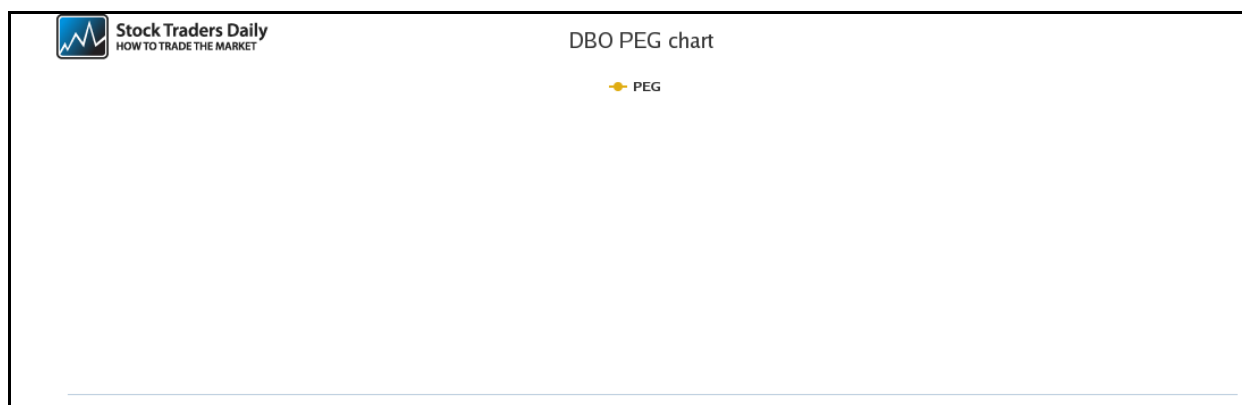 Stock Traders Daily
HOW TO TRADE THE MARKET
DBO PEG chart
PEG